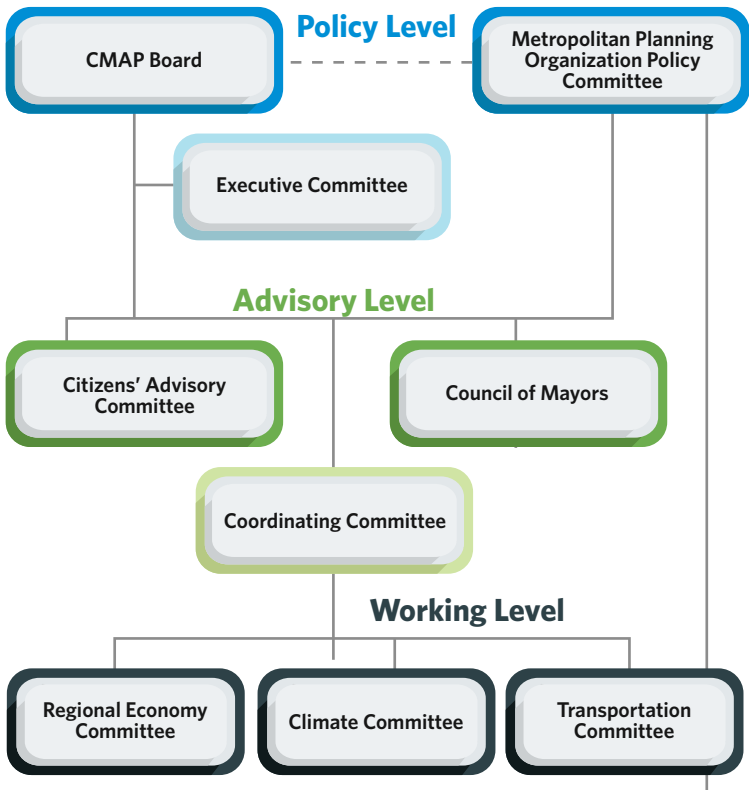 Policy Level
CMAP Board
Metropolitan Planning
Organization Policy
Committee
Executive Committee
Advisory Level
Citizens’ Advisory
Committee
Council of Mayors
Coordinating Committee
Working Level
Regional Economy
Committee
Climate Committee
Transportation
Committee